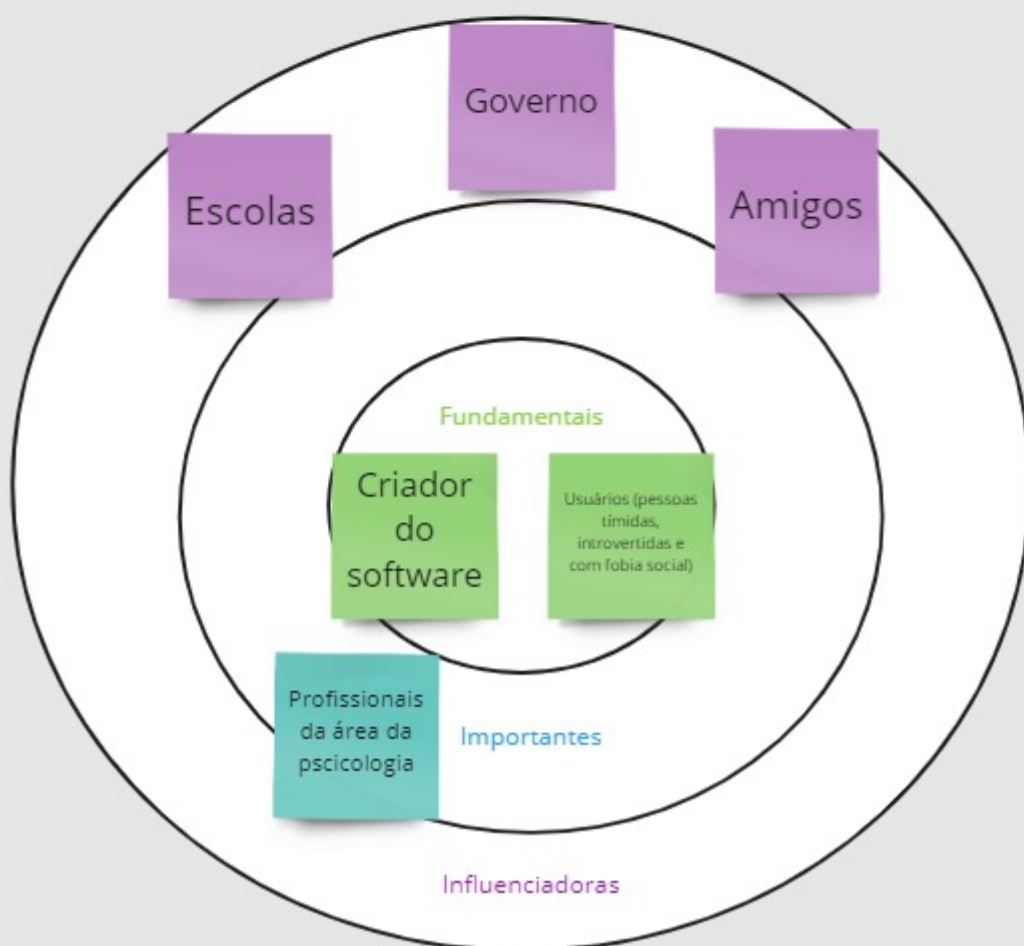 Governo
Escolas
Amigos
Fundamentais
Criador
do
software
Usuários (pessoas
tímidas,
introvertidas e
com fobia social)
Profissionais
da área da
pscicologia
Importantes
Influenciadoras